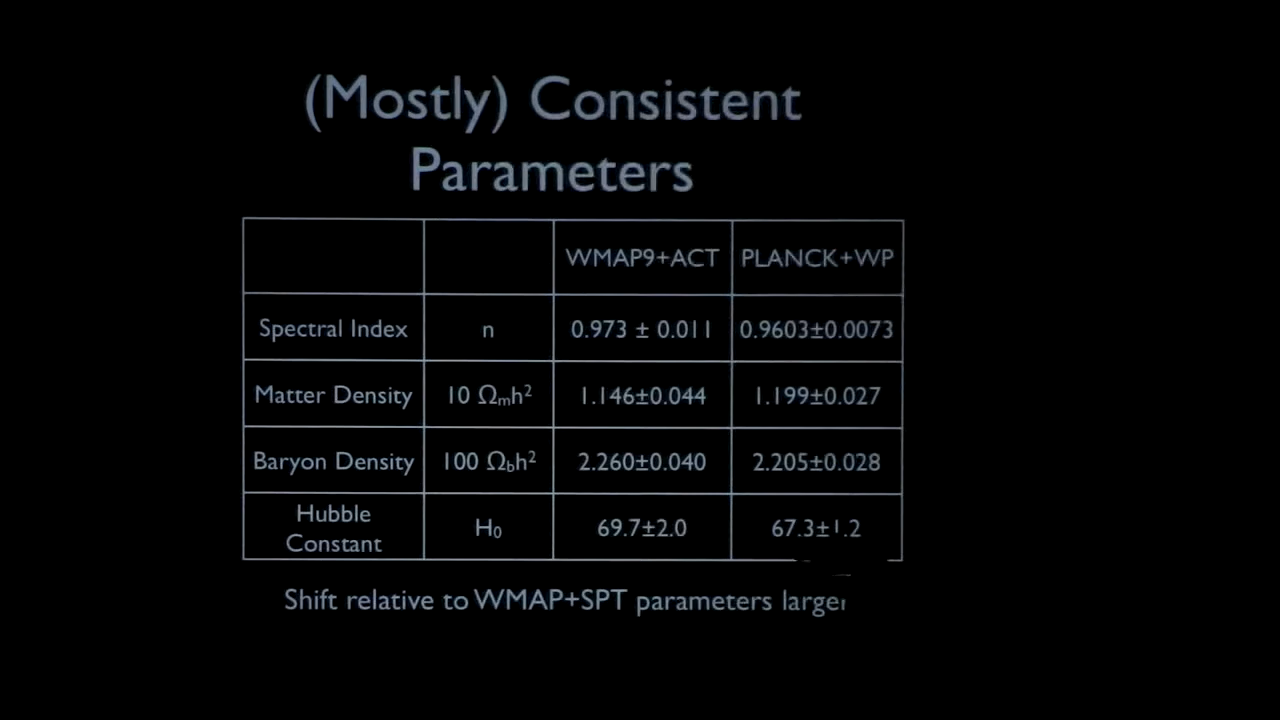 (Mostly) Consistent
Parameters
WMAP9+ACT PLANCK+WP
Spectral Index n 0.973 ± 0.011 0.9603±0.0073
Matter Density 10 Ωₘh² 1.146±0.044 1.199±0.027
Baryon Density 100 Ω_bh² 2.260±0.040 2.205±0.028
Hubble
Constant H₀ 69.7±2.0 67.3±1.2
Shift relative to WMAP+SPT parameters larger